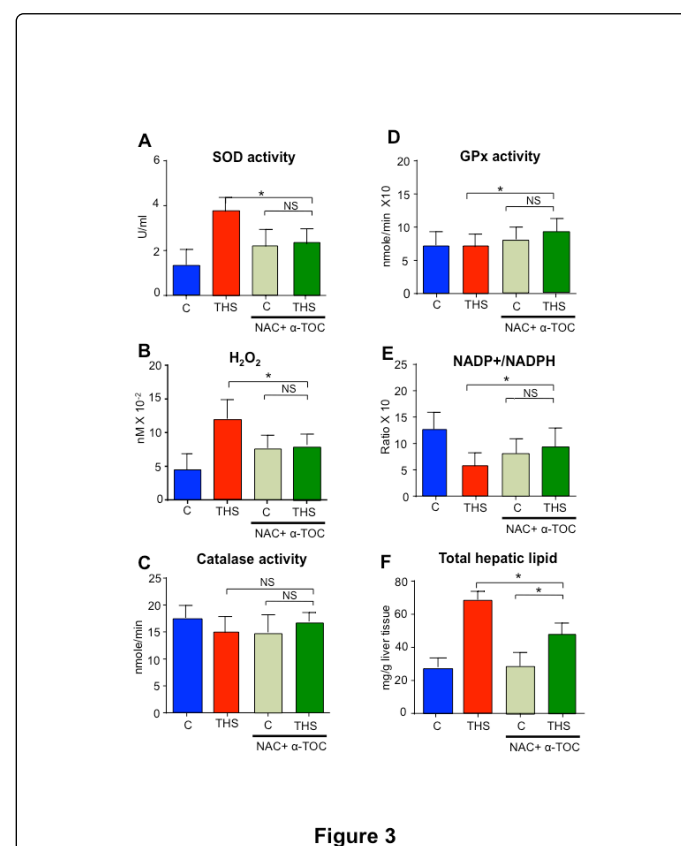 A
SOD activity
6
4
2
0
U/ml
*
NS
C
THS
C
THS
NAC+ α-TOC
B
H₂O₂
20
15
10
5
0
nM X 10⁻²
*
NS
C
THS
C
THS
NAC+ α-TOC
C
Catalase activity
25
20
15
10
5
0
nmole/min
NS
NS
C
THS
C
THS
NAC+ α-TOC
D
GPx activity
20
15
10
5
0
nmole/min X10
*
NS
C
THS
C
THS
NAC+ α-TOC
E
NADP+/NADPH
20
15
10
5
0
Ratio X 10
*
NS
C
THS
C
THS
NAC+ α-TOC
F
Total hepatic lipid
80
60
40
20
0
mg/g liver tissue
*
*
C
THS
C
THS
NAC+ α-TOC
Figure 3